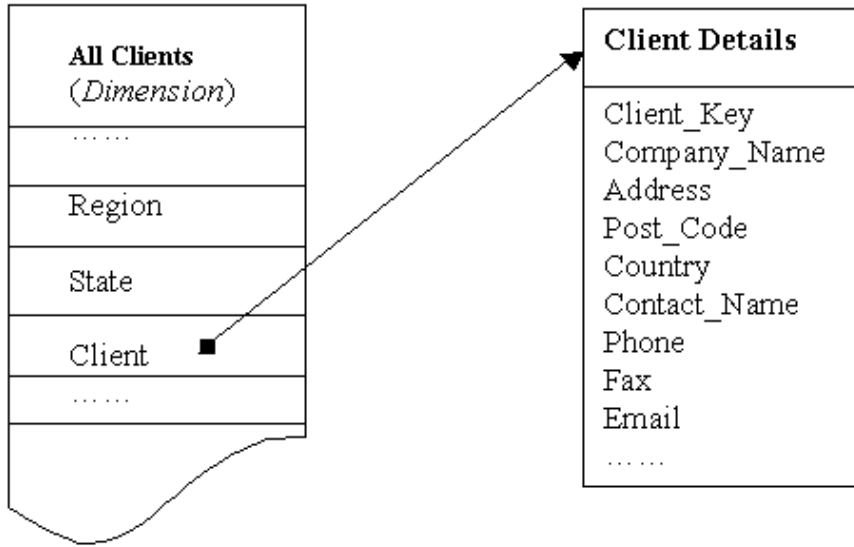 All Clients
(Dimension)
......
Region
State
Client
......
Client Details
Client_Key
Company_Name
Address
Post_Code
Country
Contact_Name
Phone
Fax
Email
......